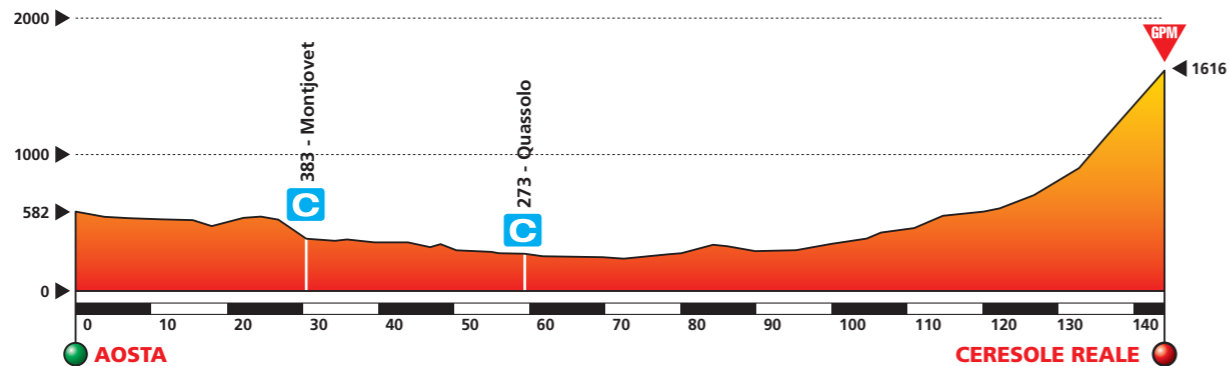 2000
GPM
1616
383 - Montjovet
273 - Quassolo
1000
C
582
C
0
0 10 20 30 40 50 60 70 80 90 100 110 120 130 140
AOSTA
CERESOLE REALE